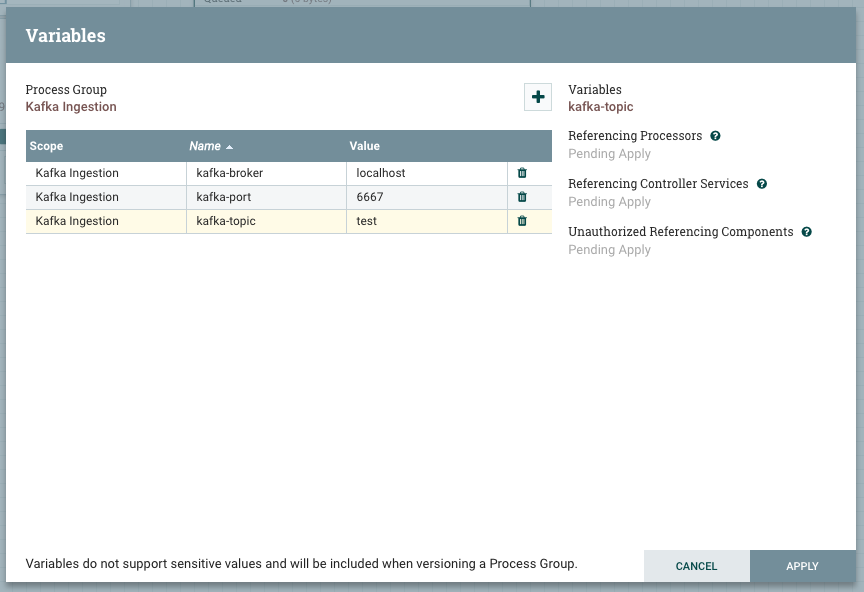 Variables
Process Group
Kafka Ingestion
Variables
kafka-topic
Scope Name Value
Kafka Ingestion kafka-broker localhost
Kafka Ingestion kafka-port 6667
Kafka Ingestion kafka-topic test
Referencing Processors
Pending Apply
Referencing Controller Services
Pending Apply
Unauthorized Referencing Components
Pending Apply
Variables do not support sensitive values and will be included when versioning a Process Group.
CANCEL APPLY